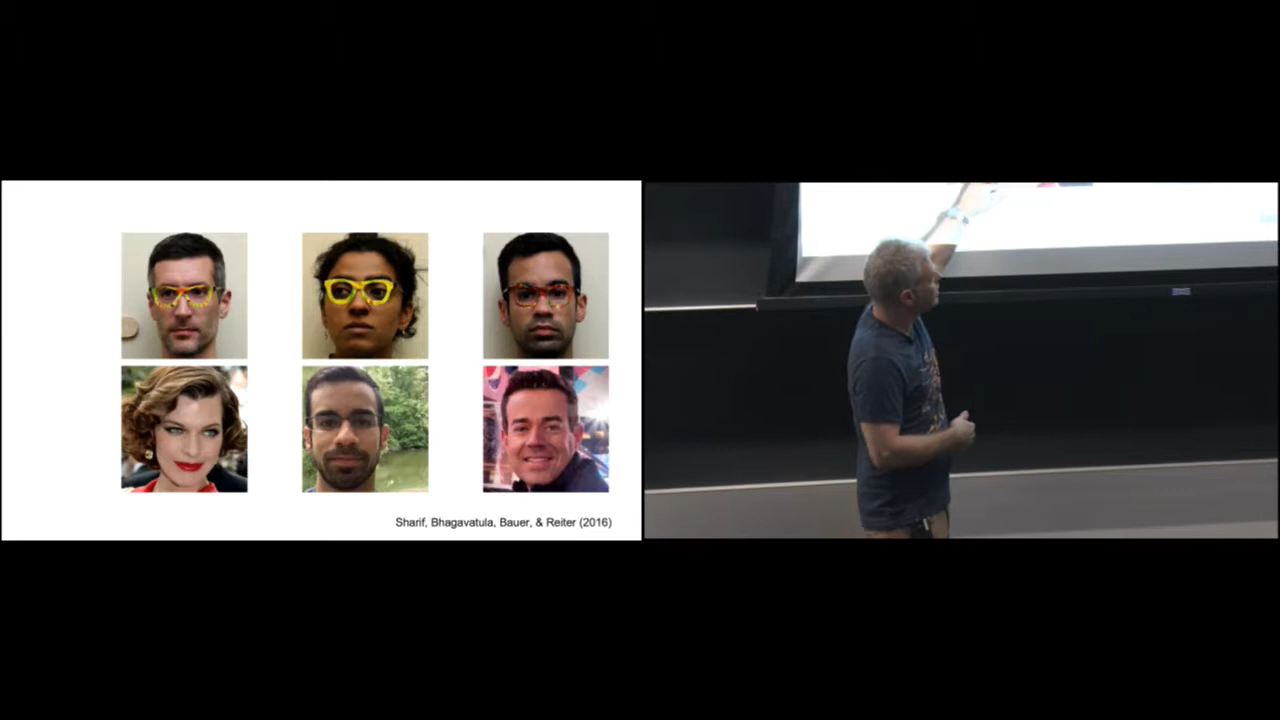 Sharif, Bhagavatula, Bauer, & Reiter (2016)